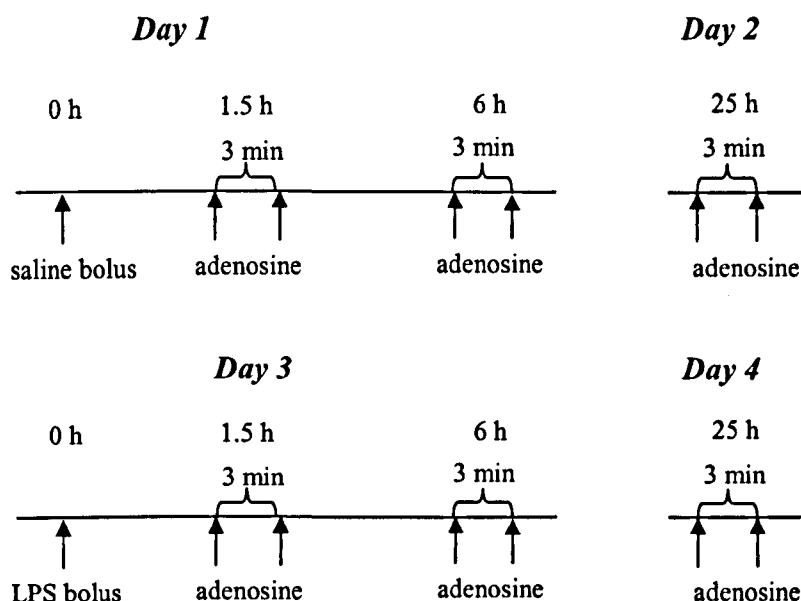 Day 1 Day 2
0 h 1.5 h 6 h 25 h
3 min 3 min 3 min
saline bolus adenosine adenosine adenosine
Day 3 Day 4
0 h 1.5 h 6 h 25 h
3 min 3 min 3 min
LPS bolus adenosine adenosine adenosine